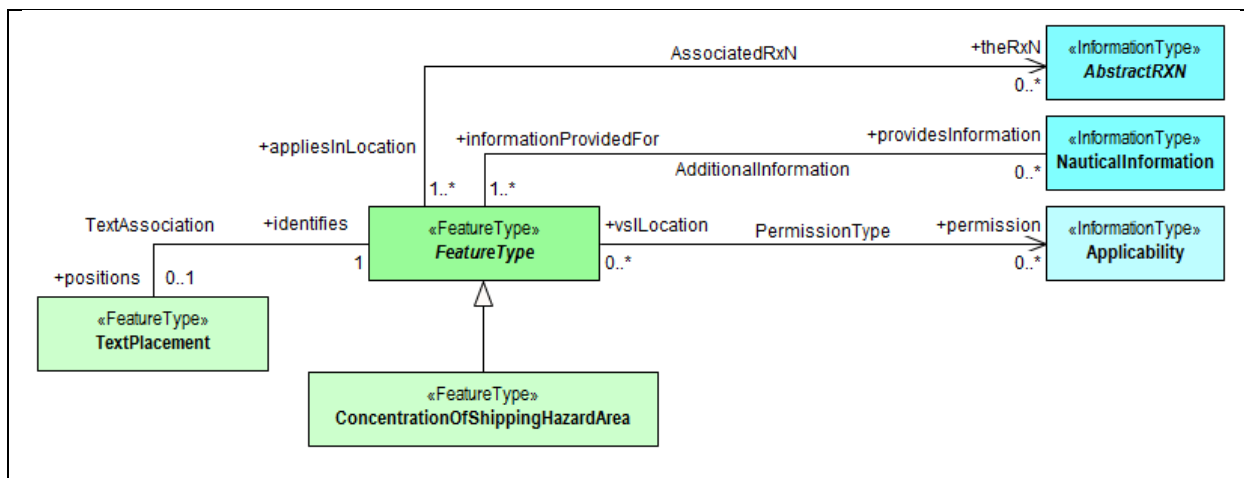 AssociatedRxN
+theRxN
«InformationType»
AbstractRXN
0..*
+appliesInLocation
+informationProvidedFor
+providesInformation
«InformationType»
NauticalInformation
AdditionalInformation
0..*
1..*
1..*
TextAssociation
+identifies
«FeatureType»
FeatureType
+vslLocation
PermissionType
+permission
«InformationType»
Applicability
1
0..*
0..*
+positions
0..1
«FeatureType»
TextPlacement
«FeatureType»
ConcentrationOfShippingHazardArea